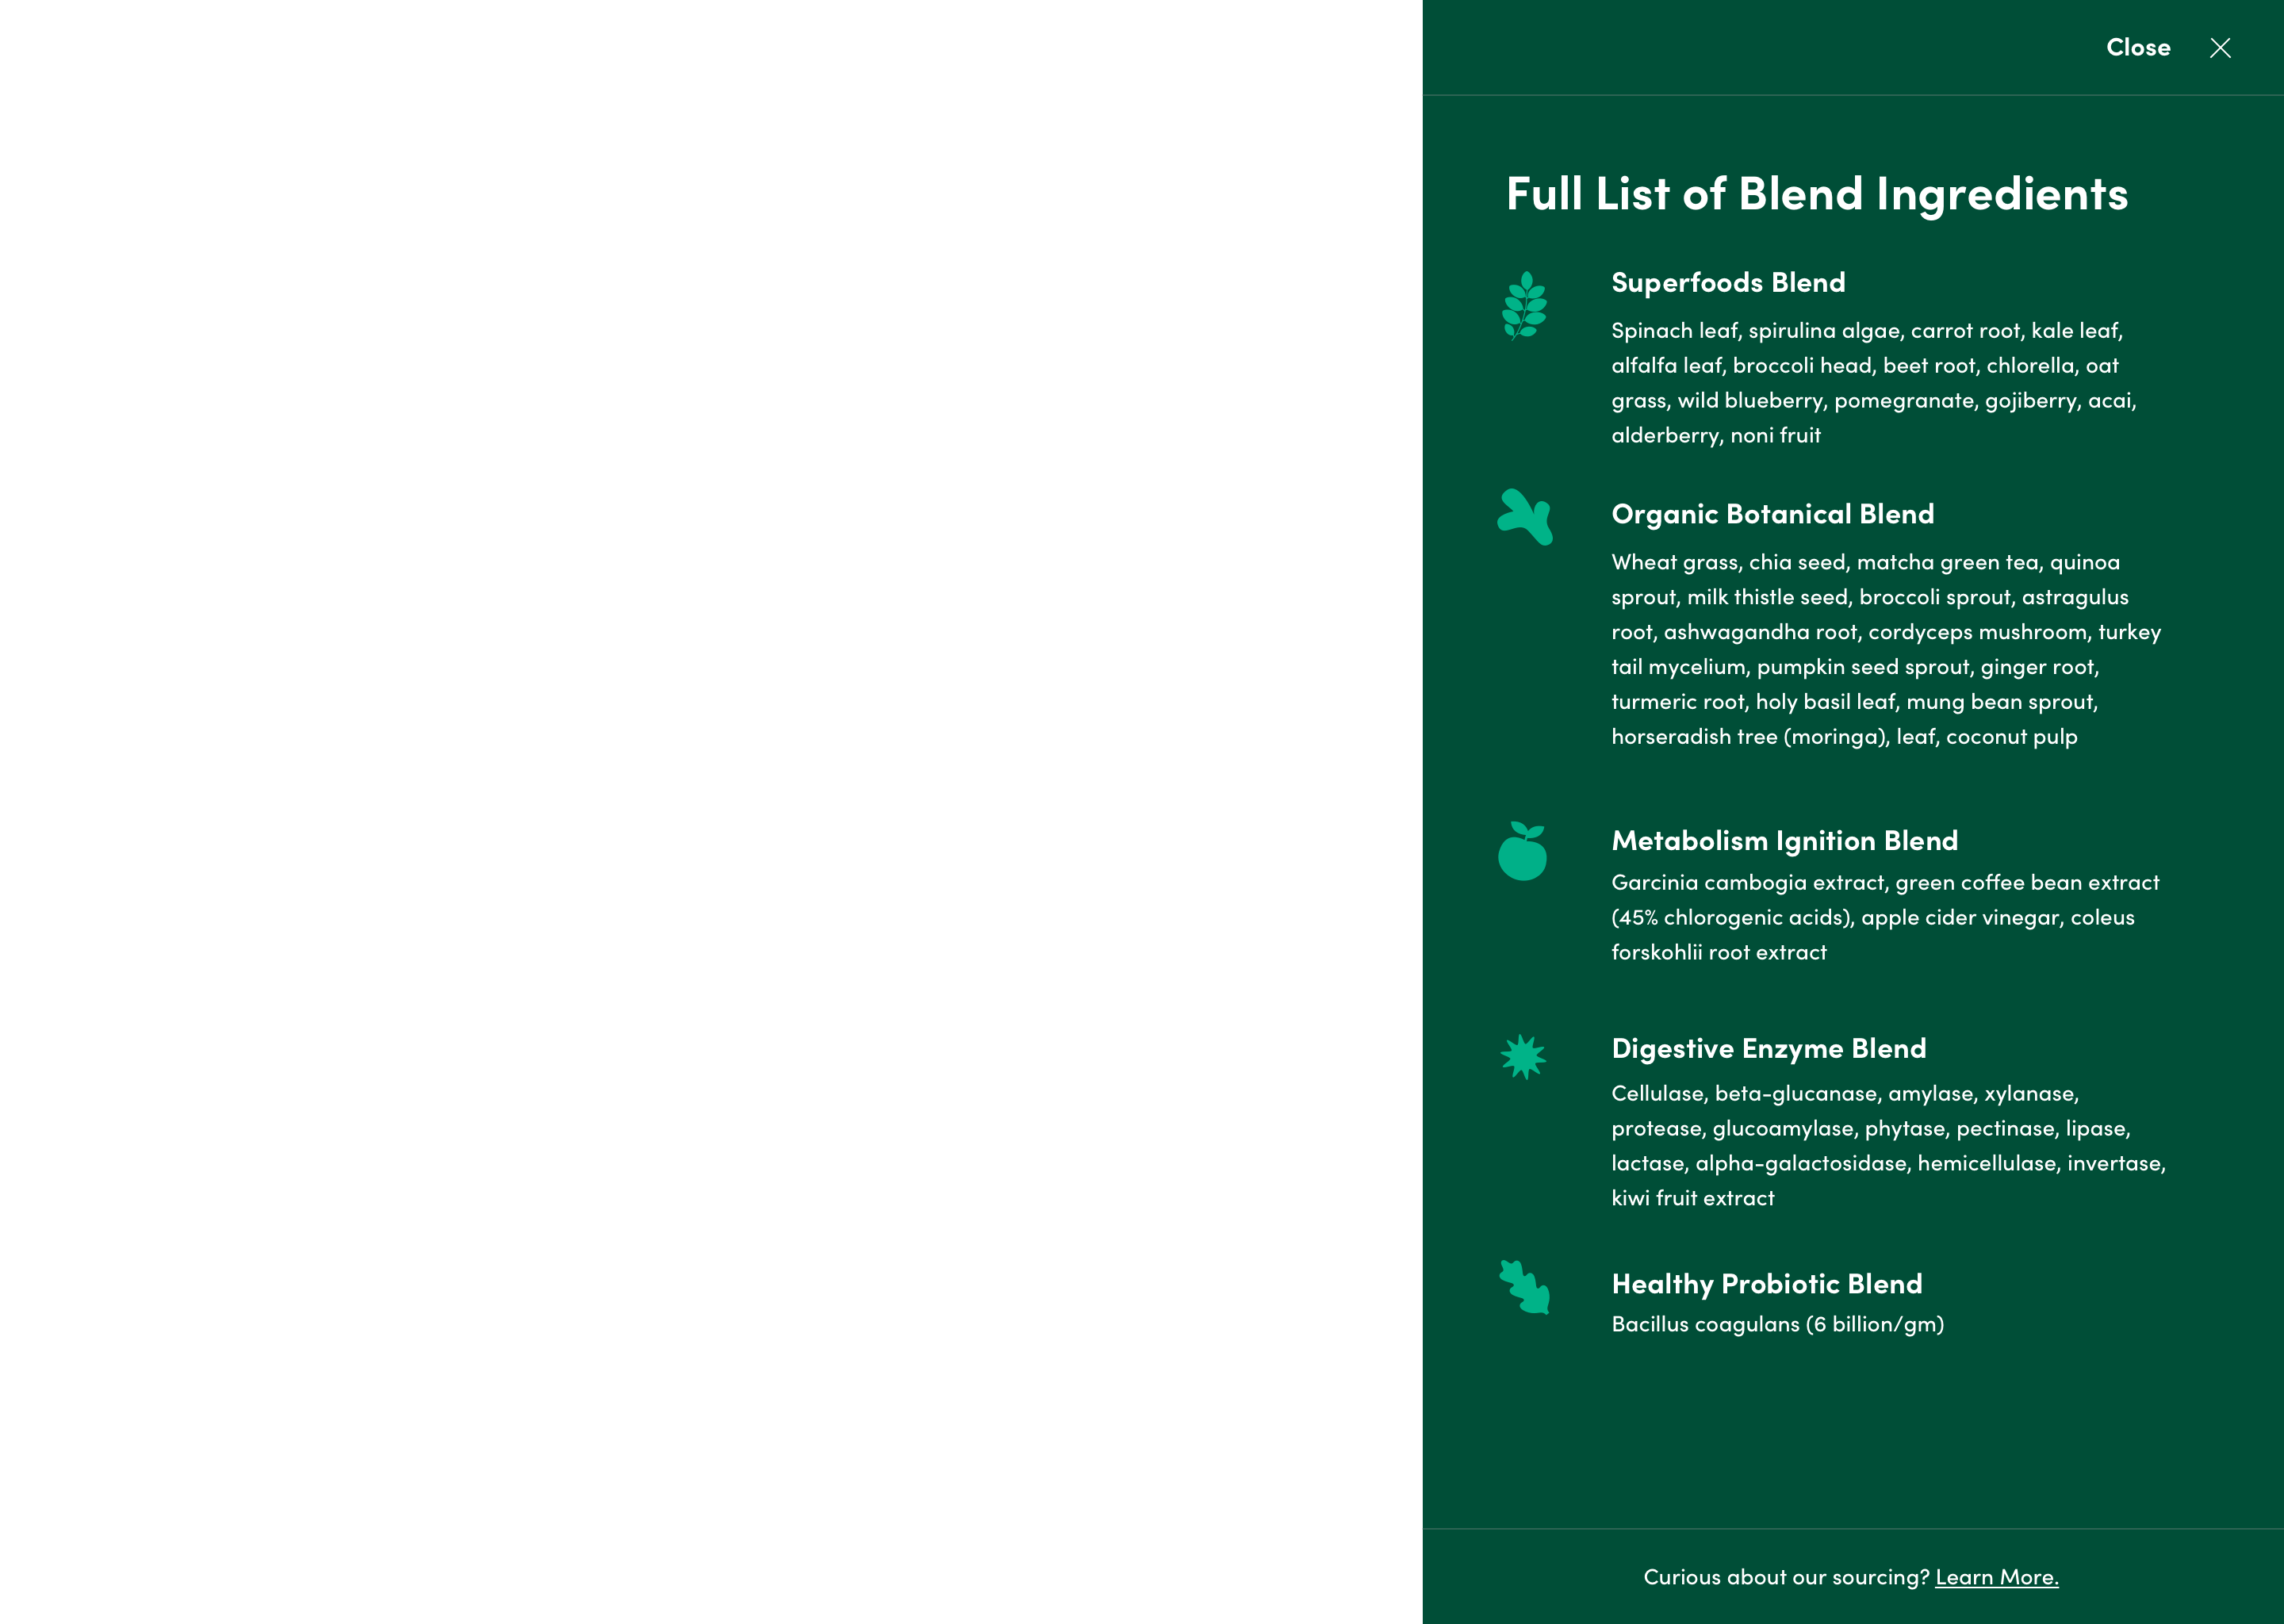 Close
Full List of Blend Ingredients
Superfoods Blend
Spinach leaf, spirulina algae, carrot root, kale leaf,
alfalfa leaf, broccoli head, beet root, chlorella, oat
grass, wild blueberry, pomegranate, gojiberry, acai,
alderberry, noni fruit
Organic Botanical Blend
Wheat grass, chia seed, matcha green tea, quinoa
sprout, milk thistle seed, broccoli sprout, astragulus
root, ashwagandha root, cordyceps mushroom, turkey
tail mycelium, pumpkin seed sprout, ginger root,
turmeric root, holy basil leaf, mung bean sprout,
horseradish tree (moringa), leaf, coconut pulp
Metabolism Ignition Blend
Garcinia cambogia extract, green coffee bean extract
(45% chlorogenic acids), apple cider vinegar, coleus
forskohlii root extract
Digestive Enzyme Blend
Cellulase, beta-glucanase, amylase, xylanase,
protease, glucoamylase, phytase, pectinase, lipase,
lactase, alpha-galactosidase, hemicellulase, invertase,
kiwi fruit extract
Healthy Probiotic Blend
Bacillus coagulans (6 billion/gm)
Curious about our sourcing? Learn More.